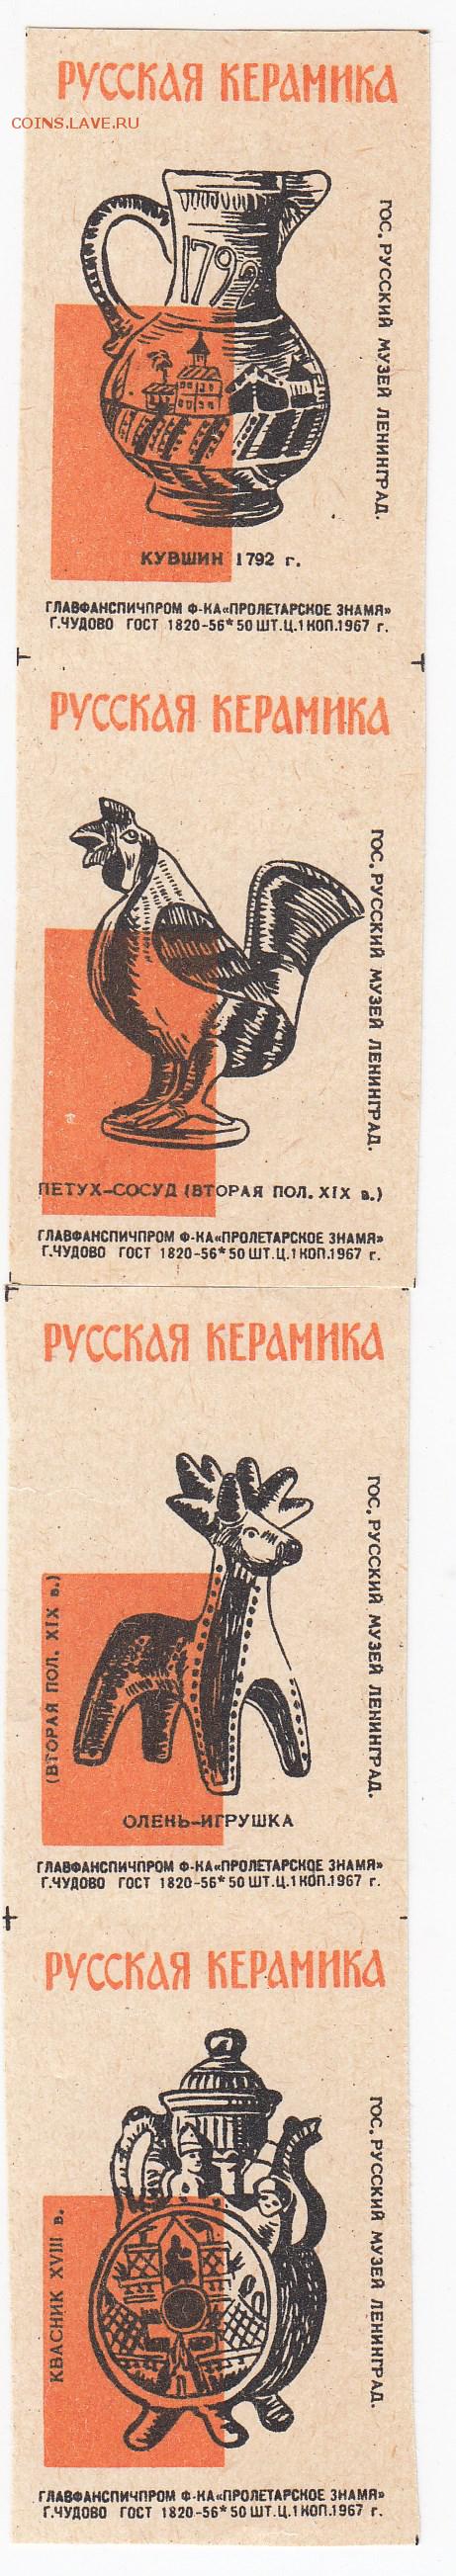 РУССКАЯ КЕРАМИКА
COINS.LAVE.RU
1792
ГОС. РУССКИЙ МУЗЕЙ ЛЕНИНГРАД.
КУВШИН 1792 г.
ГЛАВФАНСПИЧПРОМ Ф-КА«ПРОЛЕТАРСКОЕ ЗНАМЯ»
Г.ЧУДОВО ГОСТ 1820-56* 50 ШТ.Ц.1 КОП.1967 г.
РУССКАЯ КЕРАМИКА
ГОС. РУССКИЙ МУЗЕЙ ЛЕНИНГРАД.
ПЕТУХ-СОСУД (ВТОРАЯ ПОЛ. XIX в.)
ГЛАВФАНСПИЧПРОМ Ф-КА«ПРОЛЕТАРСКОЕ ЗНАМЯ»
Г.ЧУДОВО ГОСТ 1820-56* 50 ШТ.Ц.1 КОП.1967 г.
РУССКАЯ КЕРАМИКА
ГОС. РУССКИЙ МУЗЕЙ ЛЕНИНГРАД.
(ВТОРАЯ ПОЛ. XIX в.)
ОЛЕНЬ-ИГРУШКА
ГЛАВФАНСПИЧПРОМ Ф-КА«ПРОЛЕТАРСКОЕ ЗНАМЯ»
Г.ЧУДОВО ГОСТ 1820-56* 50 ШТ.Ц.1 КОП.1967 г.
РУССКАЯ КЕРАМИКА
ГОС. РУССКИЙ МУЗЕЙ ЛЕНИНГРАД.
КВАСНИК XVIII в.
ГЛАВФАНСПИЧПРОМ Ф-КА«ПРОЛЕТАРСКОЕ ЗНАМЯ»
Г.ЧУДОВО ГОСТ 1820-56* 50 ШТ.Ц.1 КОП.1967 г.